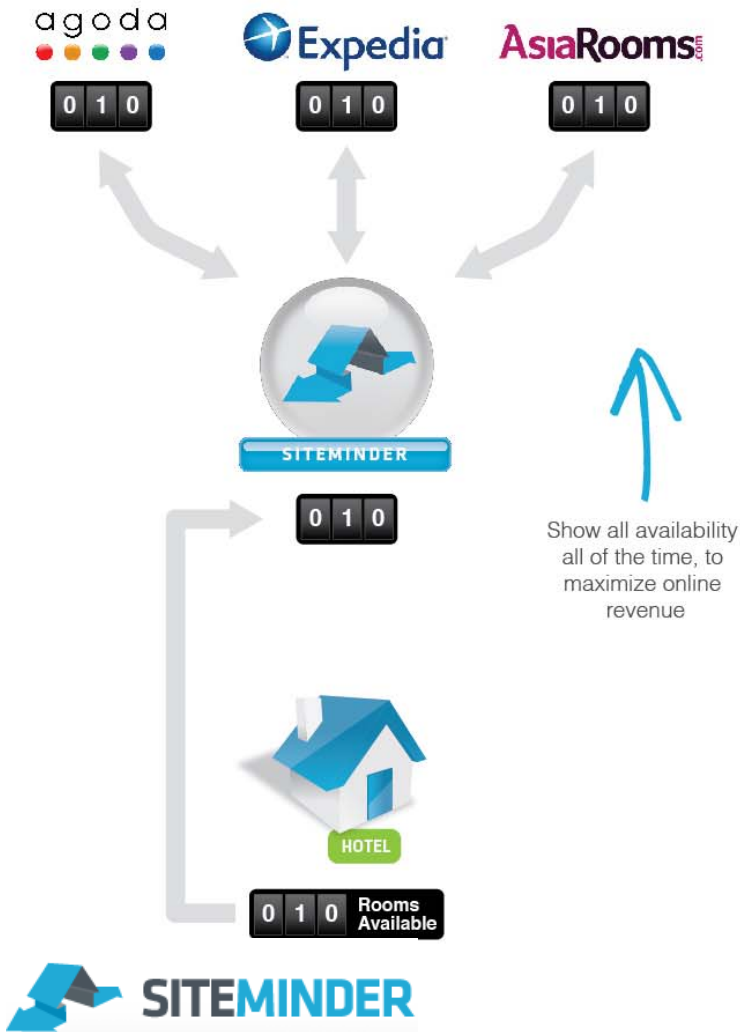 agoda
Expedia
AsiaRooms.com
010
010
010
SITEMINDER
010
Show all availability
all of the time, to
maximize online
revenue
HOTEL
010 Rooms
Available
SITEMINDER